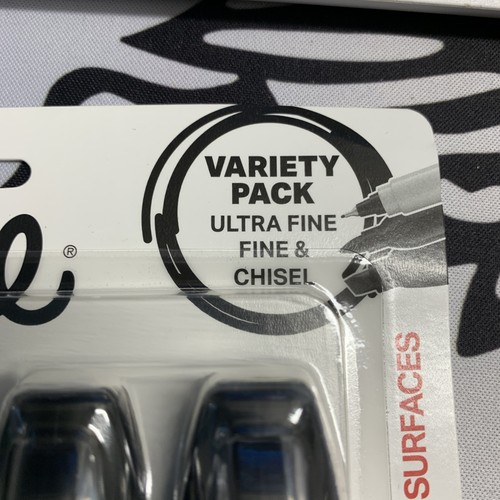 VARIETY
PACK
ULTRA FINE
FINE &
CHISEL
®
SURFACES